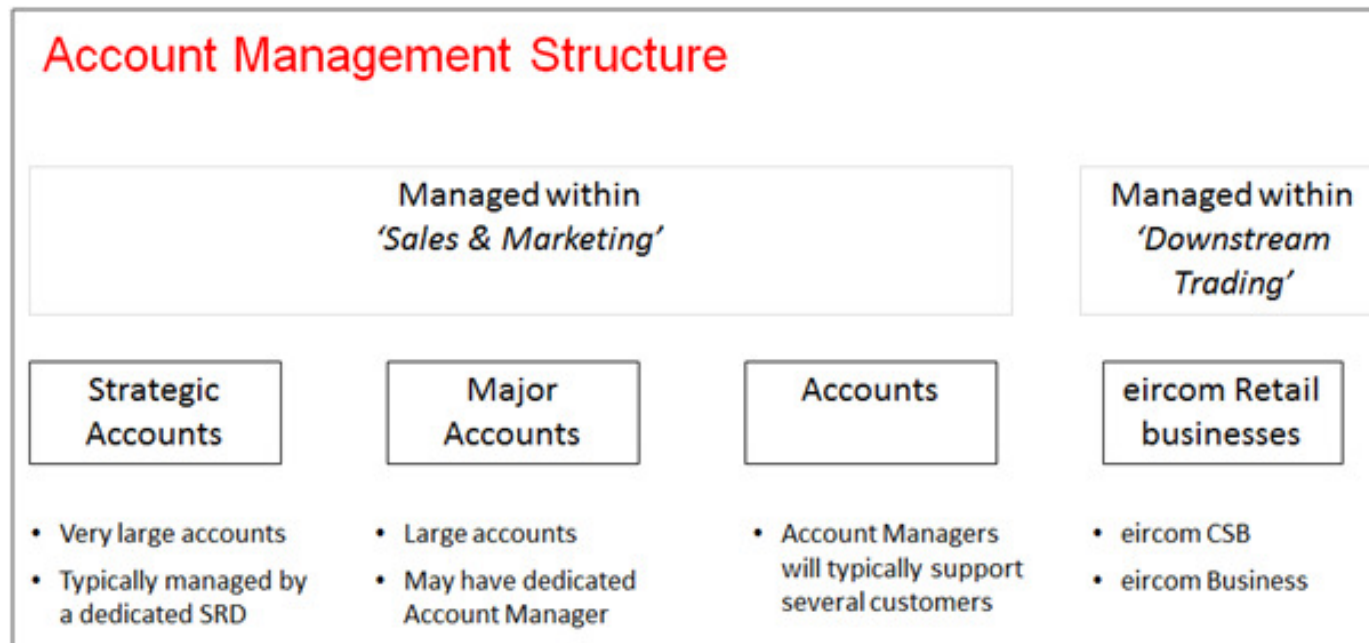 Account Management Structure
Managed within
‘Sales & Marketing’
Managed within
‘Downstream
Trading’
Strategic
Accounts
Major
Accounts
Accounts
eircom Retail
businesses
• Very large accounts
• Typically managed by
a dedicated SRD
• Large accounts
• May have dedicated
Account Manager
• Account Managers
will typically support
several customers
• eircom CSB
• eircom Business